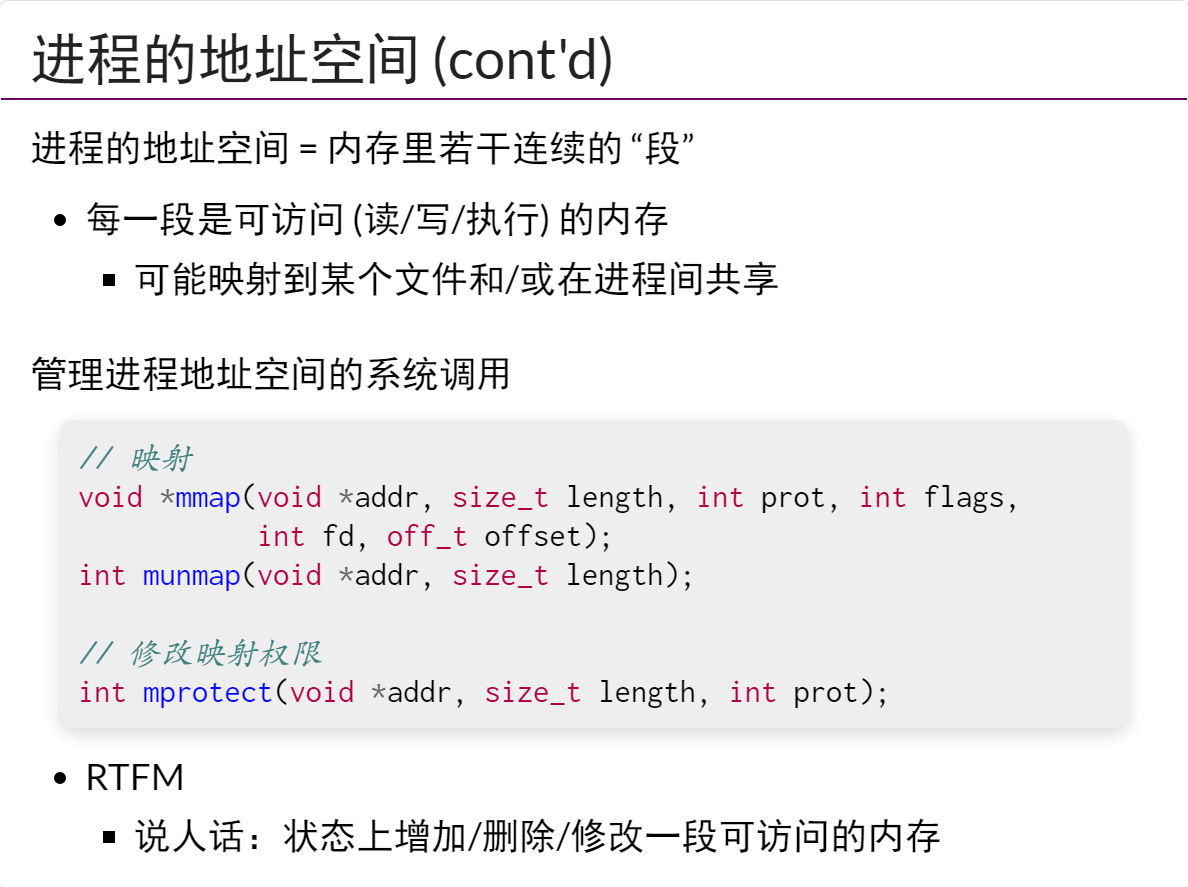 进程的地址空间 (cont'd)
进程的地址空间 = 内存里若干连续的 “段”
• 每一段是可访问 (读/写/执行) 的内存
▪ 可能映射到某个文件和/或在进程间共享
管理进程地址空间的系统调用
// 映射
void *mmap(void *addr, size_t length, int prot, int flags,
int fd, off_t offset);
int munmap(void *addr, size_t length);
// 修改映射权限
int mprotect(void *addr, size_t length, int prot);
• RTFM
▪ 说人话：状态上增加/删除/修改一段可访问的内存